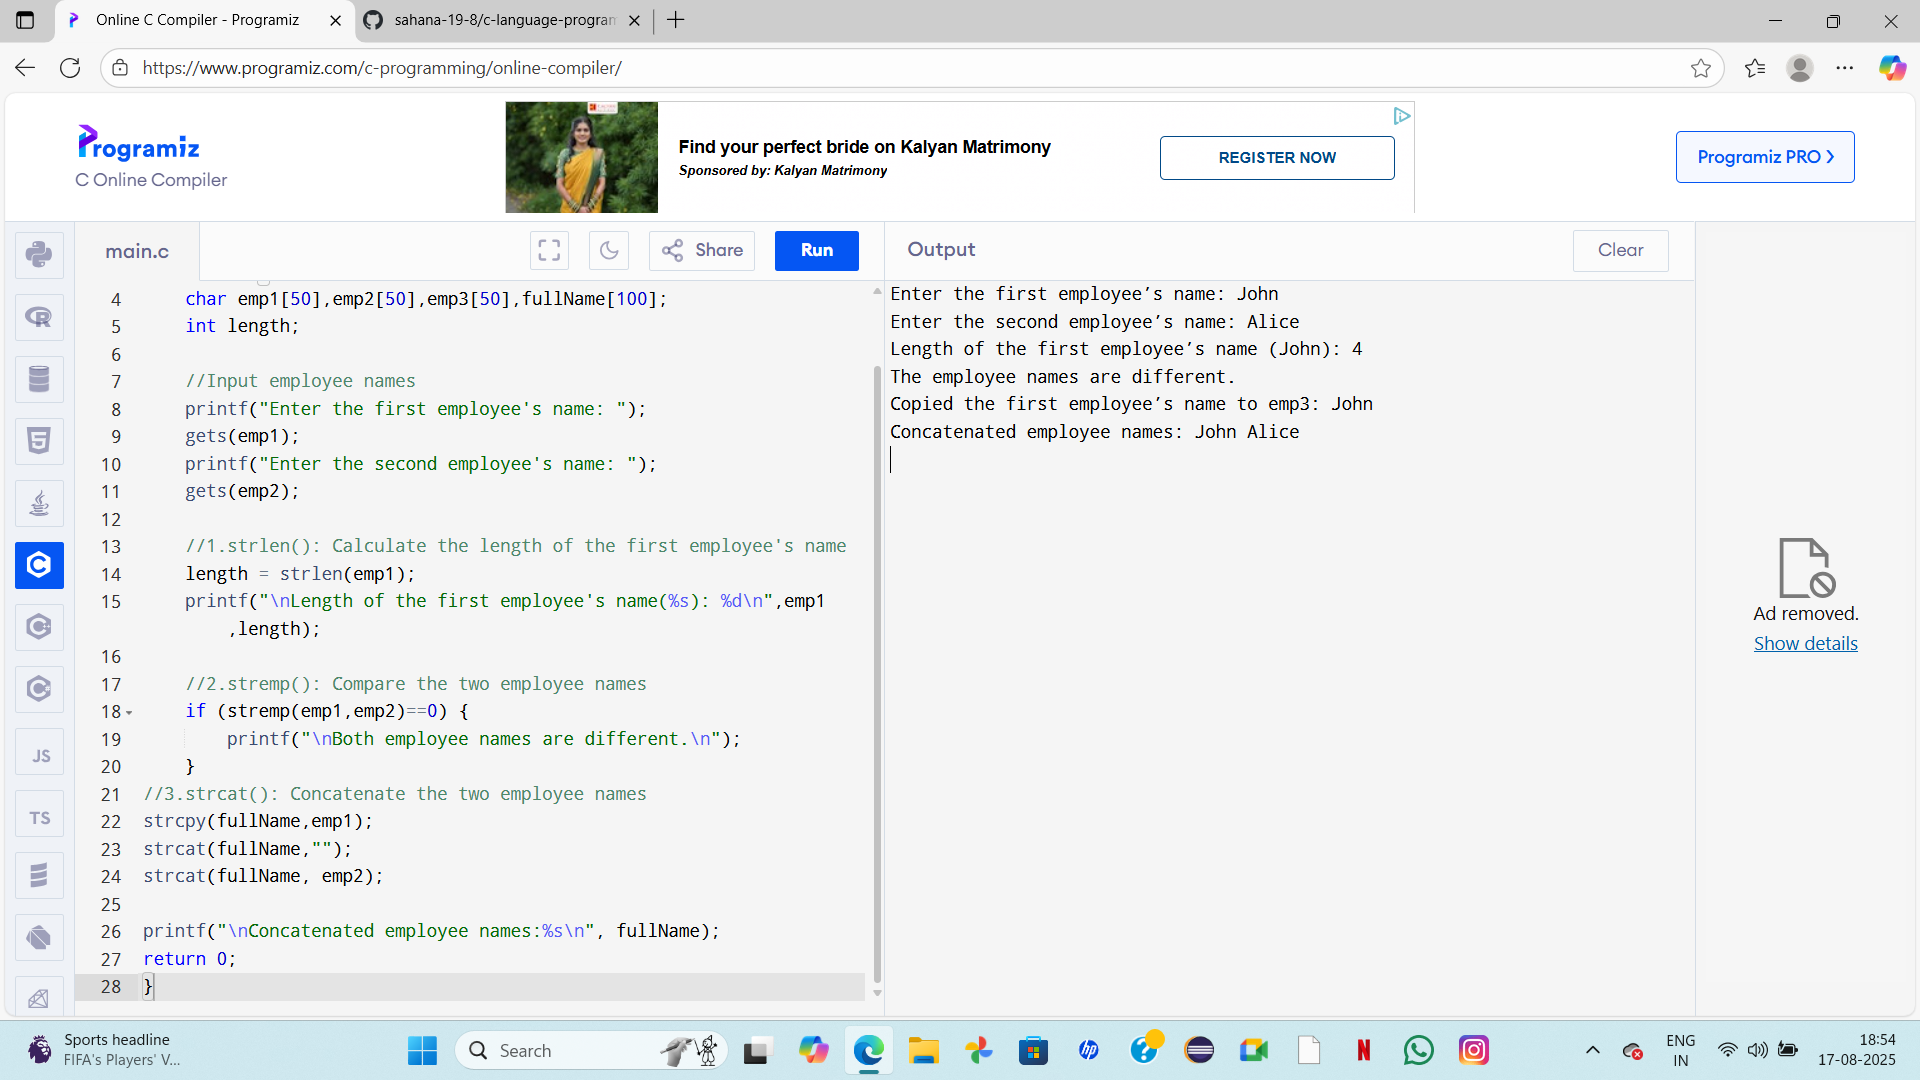 Online C Compiler - Programiz
sahana-19-8/c-language-program
https://www.programiz.com/c-programming/online-compiler/
Programiz
C Online Compiler
Find your perfect bride on Kalyan Matrimony
Sponsored by: Kalyan Matrimony
REGISTER NOW
Programiz PRO
main.c
Share
Run
Output
Clear
4 char emp1[50],emp2[50],emp3[50],fullName[100];
5 int length;
6
7 //Input employee names
8 printf("Enter the first employee's name: ");
9 gets(emp1);
10 printf("Enter the second employee's name: ");
11 gets(emp2);
12
13 //1.strlen(): Calculate the length of the first employee's name
14 length = strlen(emp1);
15 printf("\nLength of the first employee's name(%s): %d\n",emp1
,length);
16
17 //2.stremp(): Compare the two employee names
18 if (stremp(emp1,emp2)==0) {
19 printf("\nBoth employee names are different.\n");
20 }
21 //3.strcat(): Concatenate the two employee names
22 strcpy(fullName,emp1);
23 strcat(fullName,"");
24 strcat(fullName, emp2);
25
26 printf("\nConcatenated employee names:%s\n", fullName);
27 return 0;
28 }
Enter the first employee’s name: John
Enter the second employee’s name: Alice
Length of the first employee’s name (John): 4
The employee names are different.
Copied the first employee’s name to emp3: John
Concatenated employee names: John Alice
JS
TS
Ad removed.
Show details
Sports headline
FIFA's Players' V...
Search
hp
N
ENG
IN
18:54
17-08-2025